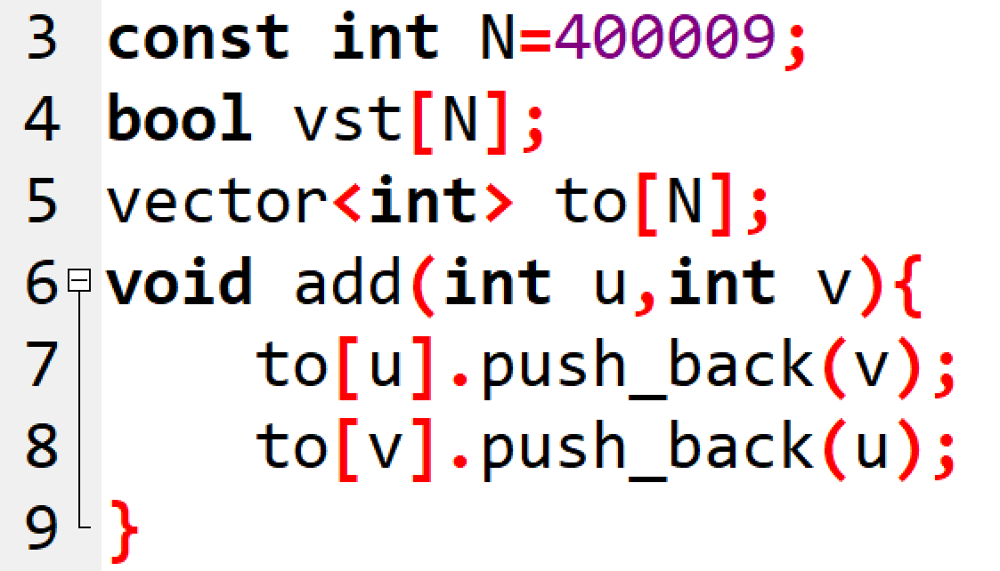 3 const int N=400009;
4 bool vst[N];
5 vector<int> to[N];
6 void add(int u,int v){
7     to[u].push_back(v);
8     to[v].push_back(u);
9 }